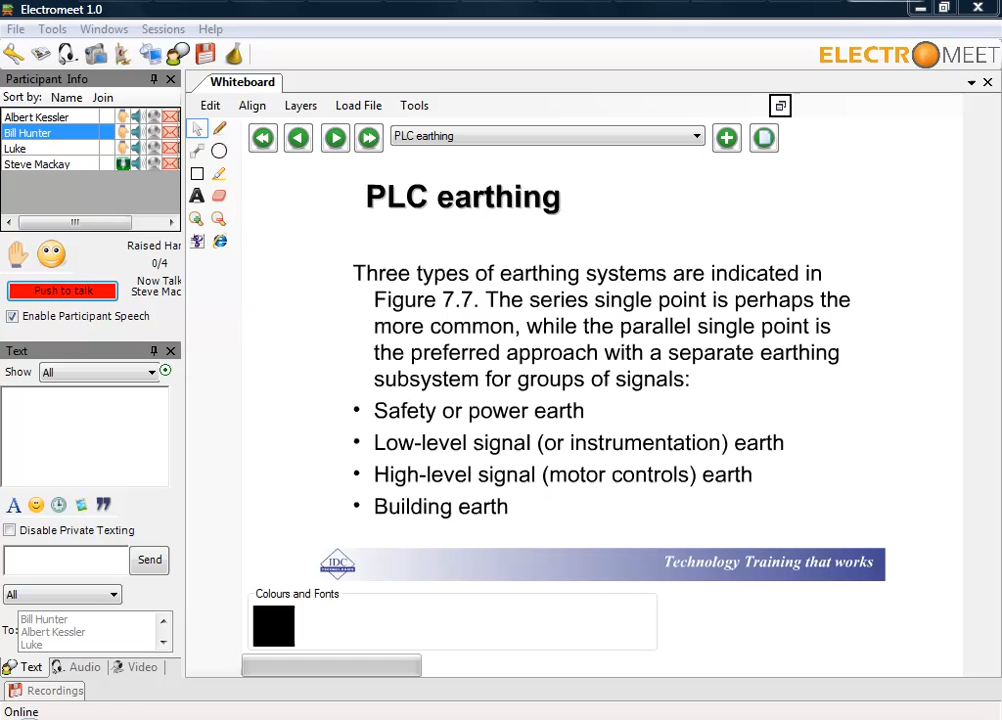 Electromeet 1.0
File Tools Windows Sessions Help
ELECTROMEET
Participant Info
Sort by: Name Join
Albert Kessler
Bill Hunter
Luke
Steve Mackay
Raised Har
0/4
Now Talk
Push to talk
Steve Mac
Enable Participant Speech
Text
Show All
Disable Private Texting
Send
All
To: Bill Hunter
Albert Kessler
Luke
Text Audio Video
Recordings
Online
Whiteboard
Edit Align Layers Load File Tools
PLC earthing
A
PLC earthing
Three types of earthing systems are indicated in
Figure 7.7. The series single point is perhaps the
more common, while the parallel single point is
the preferred approach with a separate earthing
subsystem for groups of signals:
• Safety or power earth
• Low-level signal (or instrumentation) earth
• High-level signal (motor controls) earth
• Building earth
IDC
Technology Training that works
Colours and Fonts